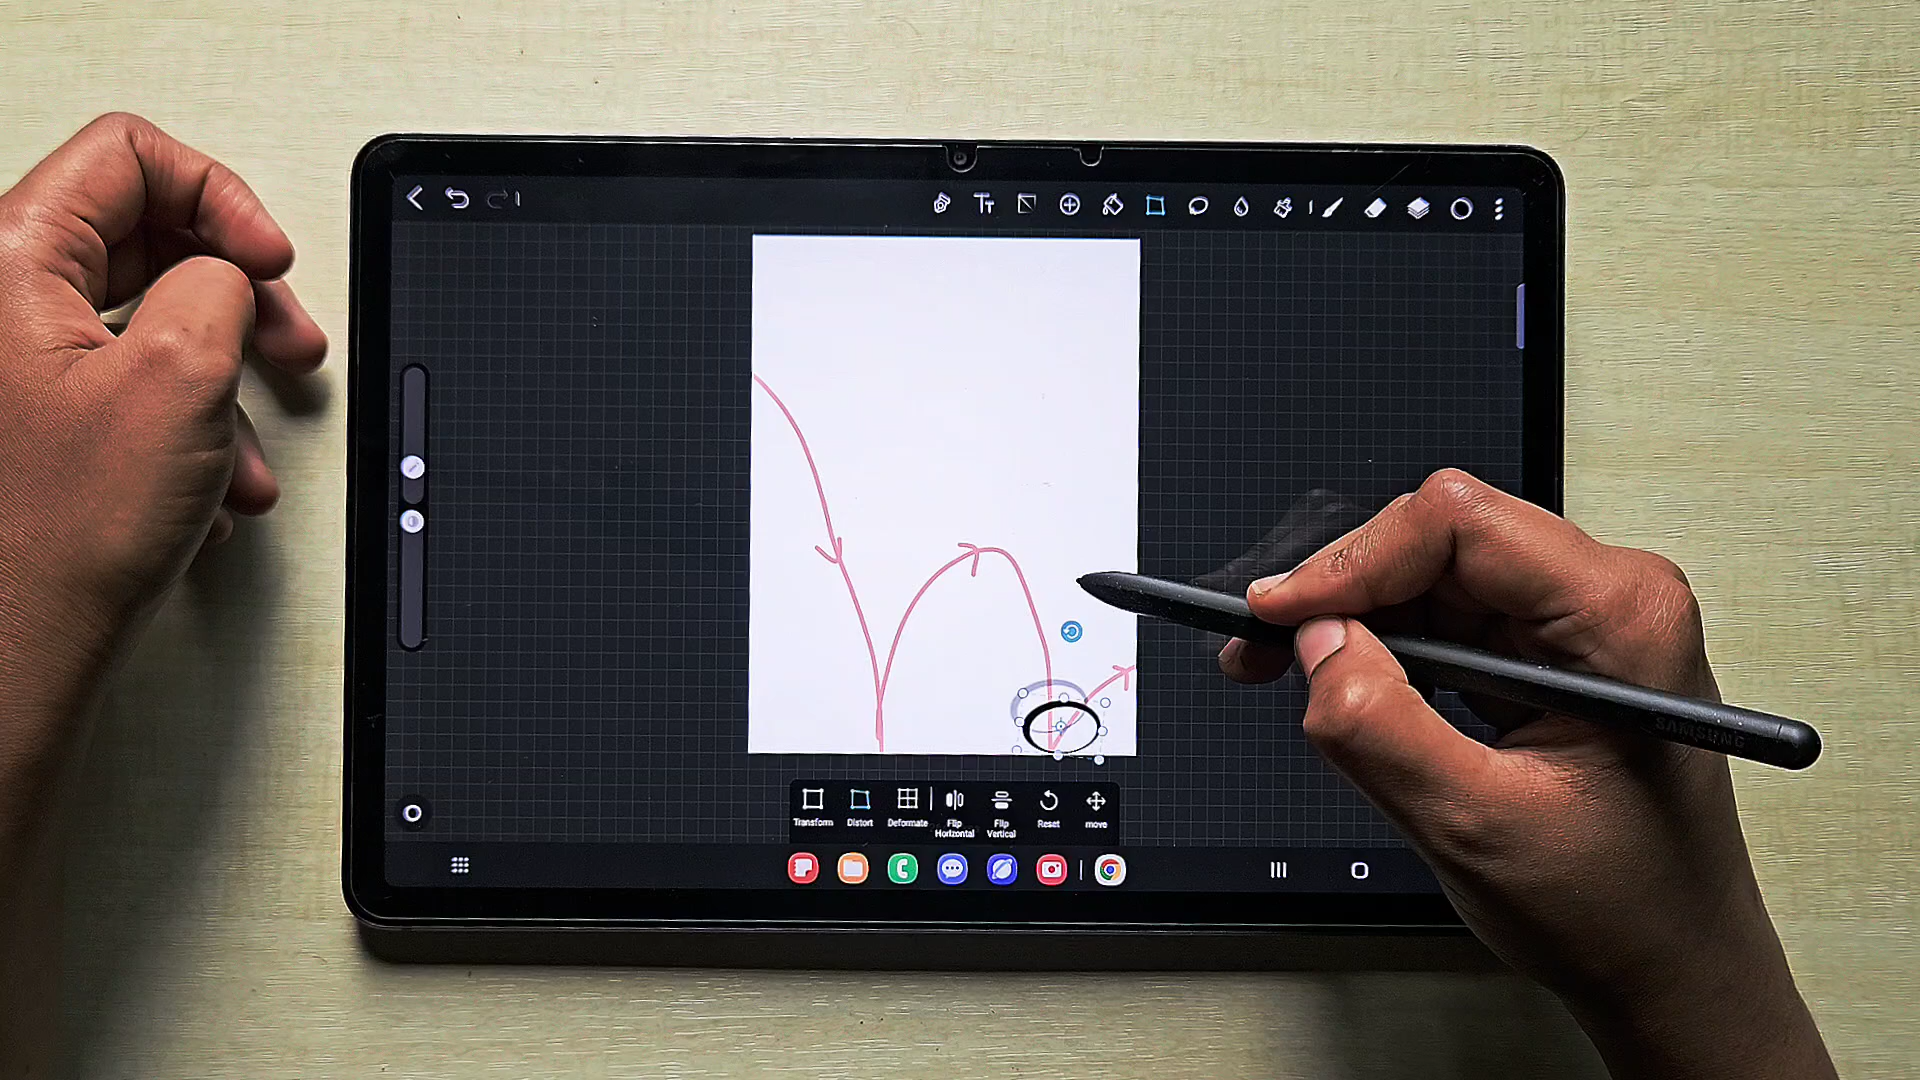 SAMSUNG
Transform Distort Deformate Flip Horizontal Flip Vertical Reset move